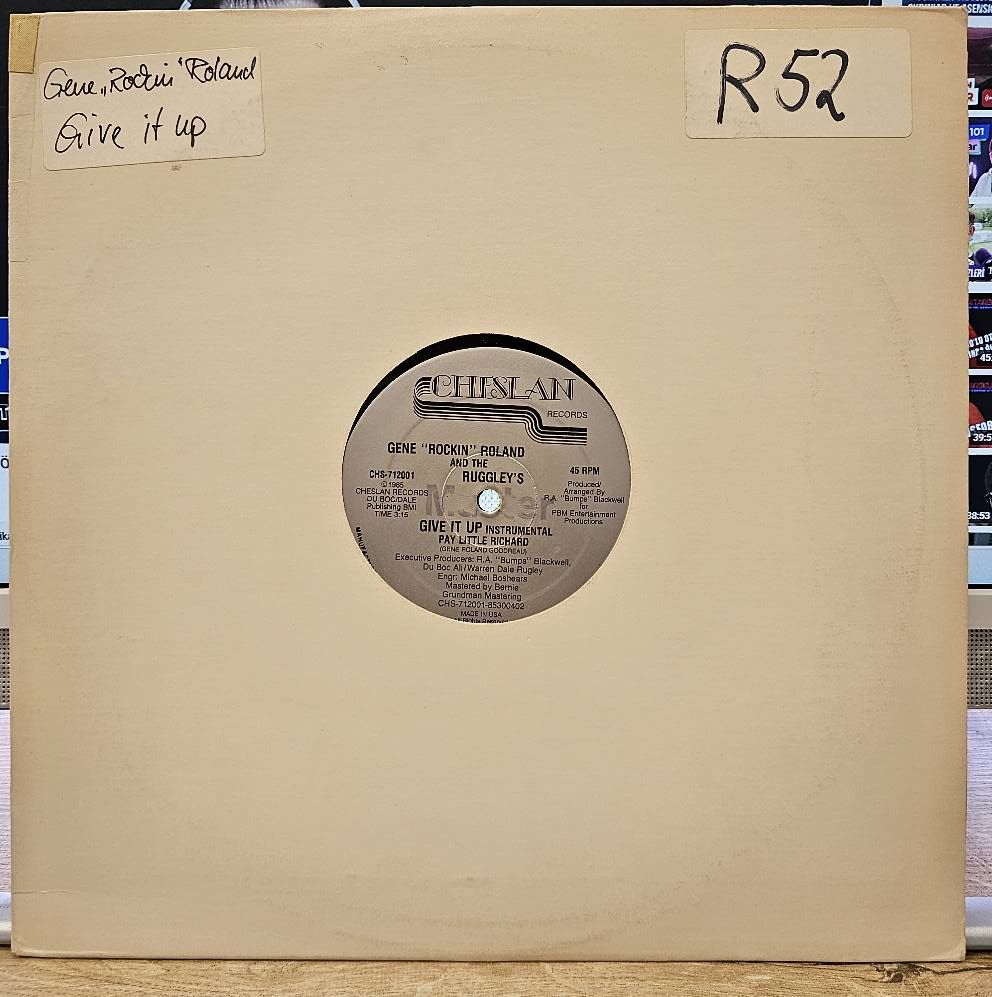 Gene „Rockin' Roland
Give it up
R 52
CHESLAN
RECORDS
GENE "ROCKIN" ROLAND
AND THE
RUGGLEY'S
CHS-712001
©1985
CHESLAN RECORDS
DU BOC/DALE
Publishing BMI
TIME 3:15
45 RPM
Produced/
Arranged By
R.A. "Bumps" Blackwell
for
PBM Entertainment
Productions
GIVE IT UP INSTRUMENTAL
PAY LITTLE RICHARD
(GENE ROLAND GOODREAU)
Executive Producers: R.A. "Bumps" Blackwell,
Du Boc Ali/Warren Dale Rugley
Engr: Michael Boshears
Mastered by Bernie
Grundman Mastering
CHS-712001-85300402
MADE IN USA
101